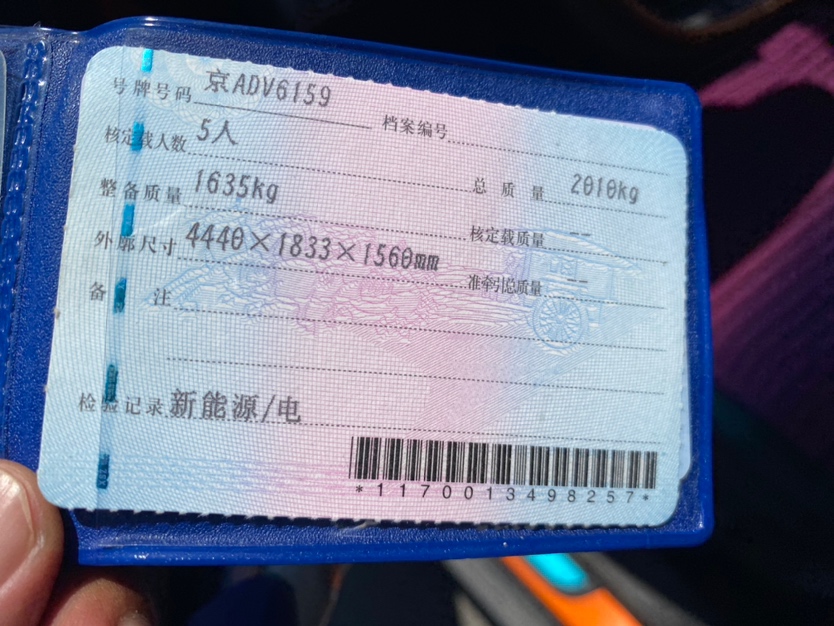 号牌号码 京ADV6159 档案编号
核定载人数 5人 总质量 2010kg
整备质量 1635kg 核定载质量 --
外廓尺寸 4440×1833×1560mm 准牵引总质量 --
备注
检验记录 新能源/电
*1170013498257*